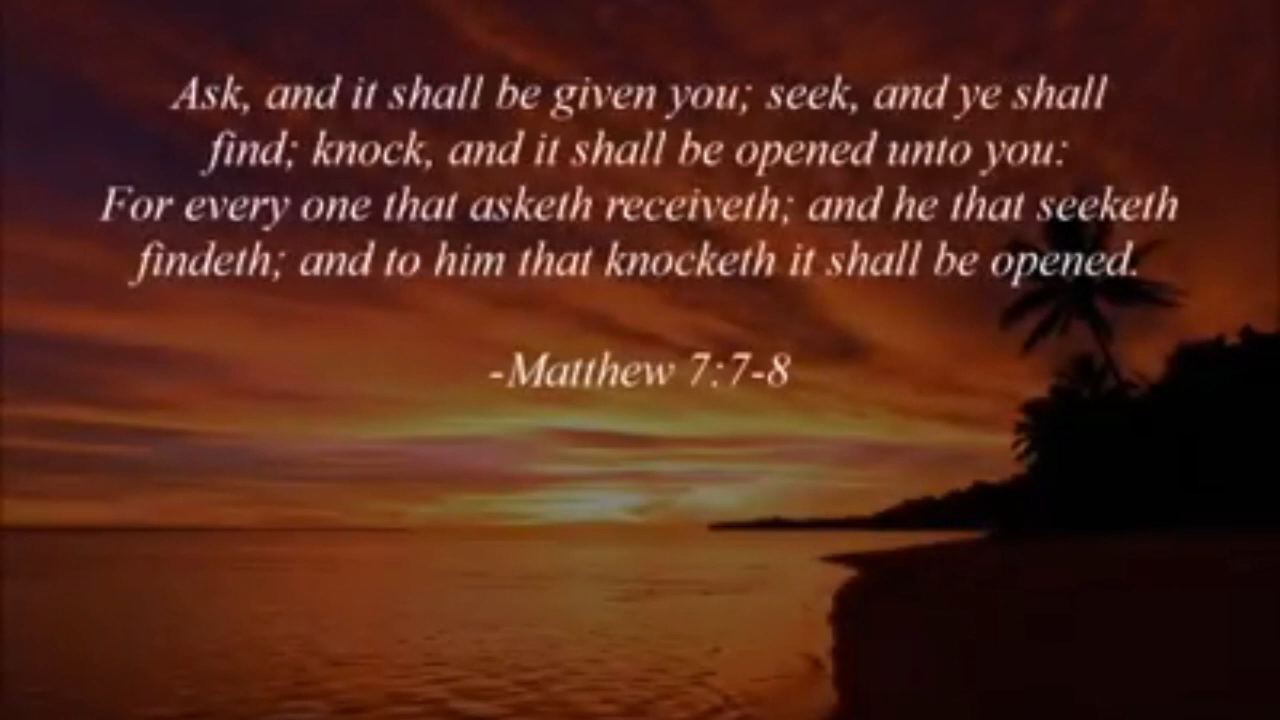 Ask, and it shall be given you; seek, and ye shall
find; knock, and it shall be opened unto you:
For every one that asketh receiveth; and he that seeketh
findeth; and to him that knocketh it shall be opened.
-Matthew 7:7-8